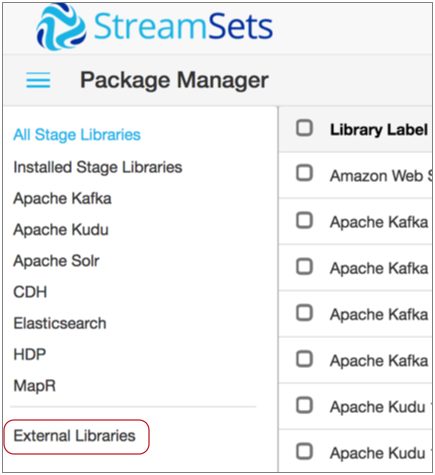 StreamSets
Package Manager
All Stage Libraries
Installed Stage Libraries
Apache Kafka
Apache Kudu
Apache Solr
CDH
Elasticsearch
HDP
MapR
External Libraries
Library Label
Amazon Web
Apache Kafka
Apache Kafka
Apache Kafka
Apache Kafka
Apache Kudu
Apache Kudu